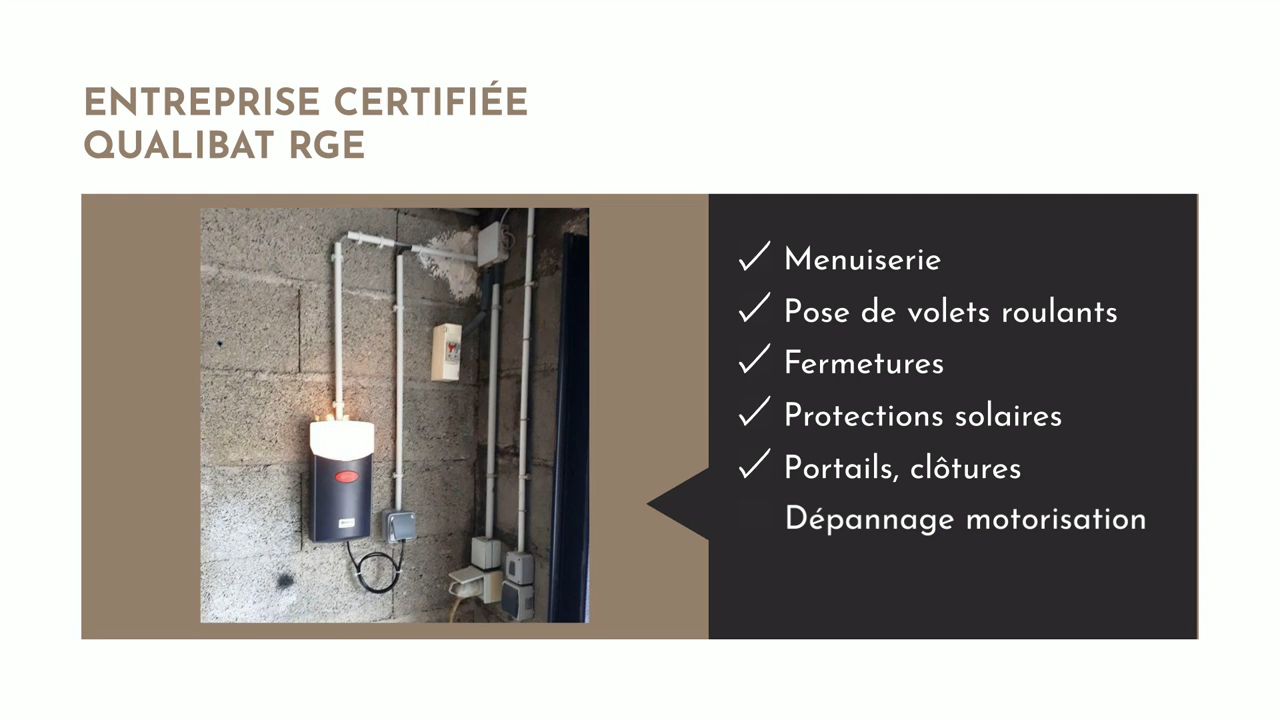 ENTREPRISE CERTIFIÉE
QUALIBAT RGE
Menuiserie
Pose de volets roulants
Fermetures
Protections solaires
Portails, clôtures
Dépannage motorisation